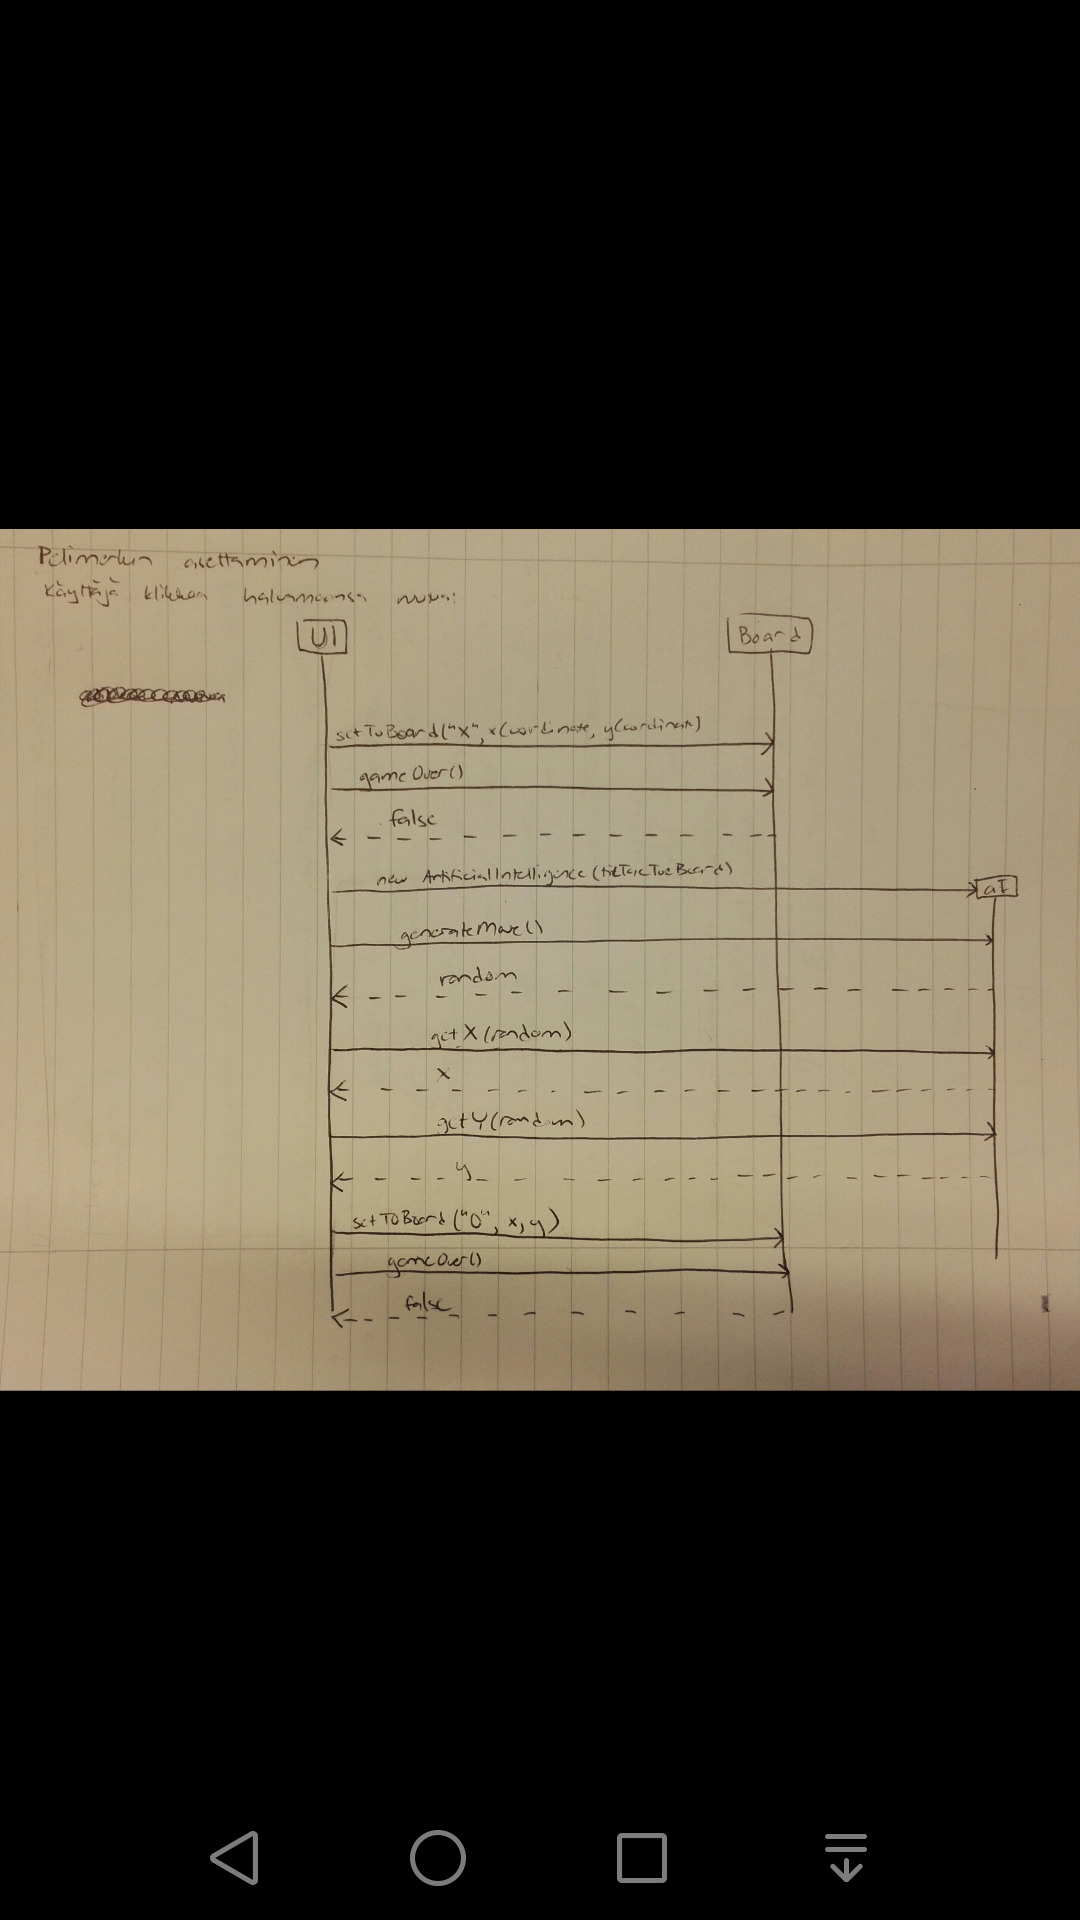 Pelimerkin asettaminen
Käyttäjä klikkaa haluamaansa
UI
Board
setToBoard("X", xCoordinate, yCoordinate)
gameOver()
false
new ArtificialIntelligence(ticTacToeBoard)
aI
generateMove()
random
getX(random)
x
getY(random)
y
setToBoard("O", x, y)
gameOver()
false